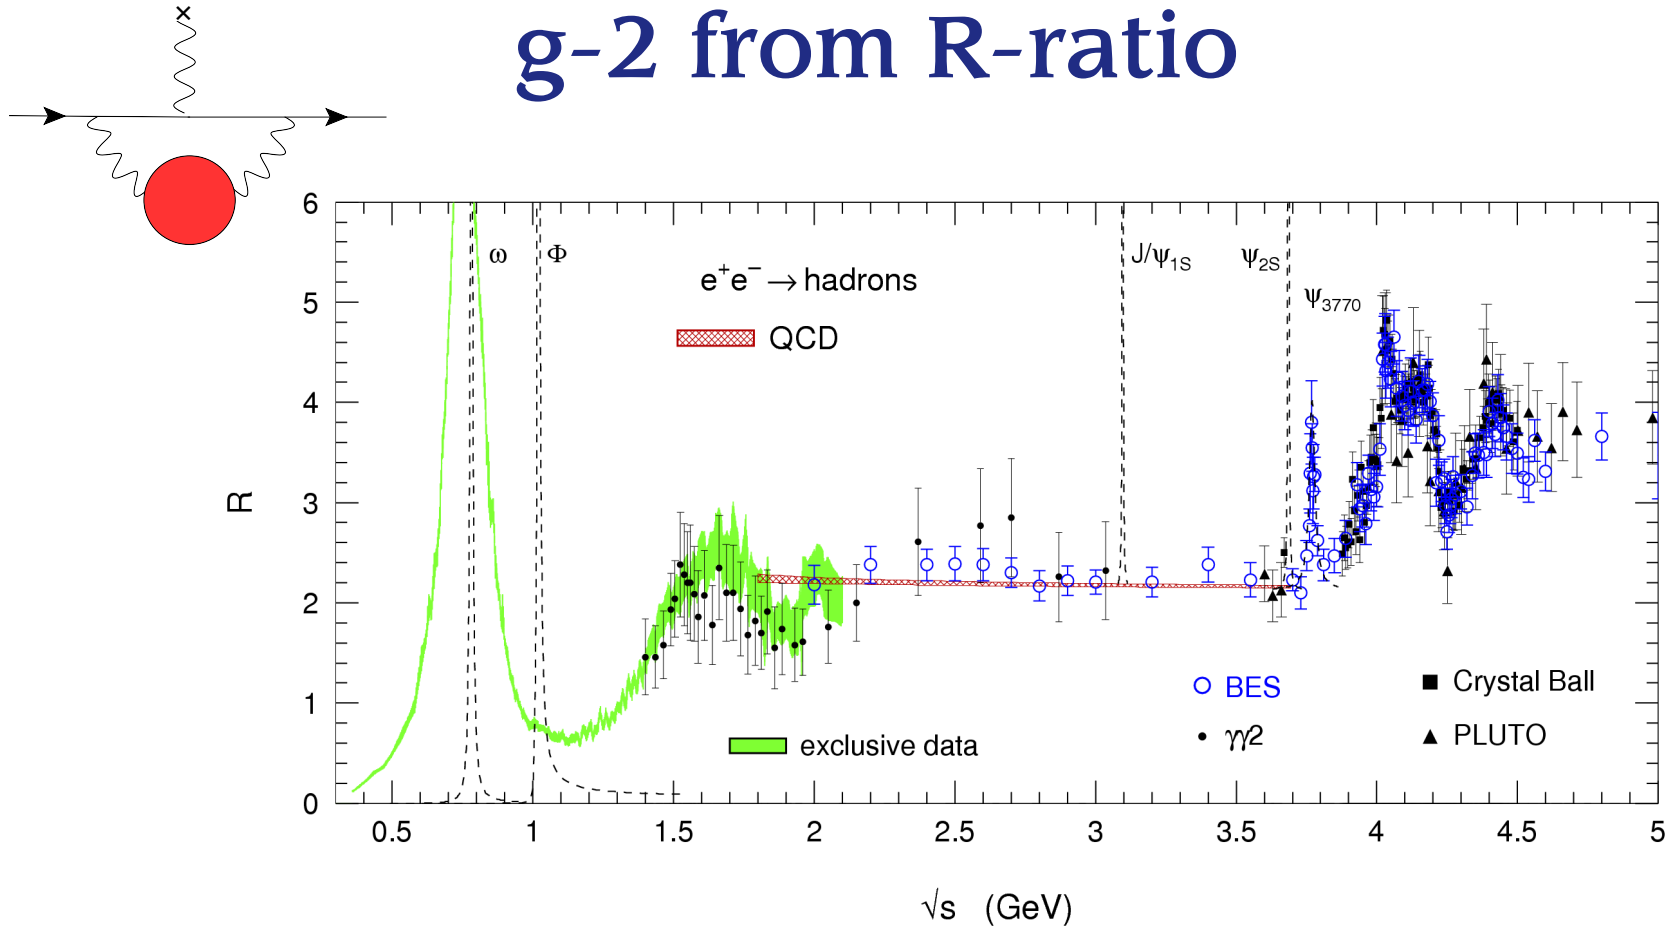 ×
g-2 from R-ratio
6
5
4
3
2
1
0
R
ω
Φ
J/ψ1S
ψ2S
ψ3770
e+e− → hadrons
QCD
BES
Crystal Ball
γγ2
PLUTO
exclusive data
0.5 1 1.5 2 2.5 3 3.5 4 4.5 5
√s (GeV)